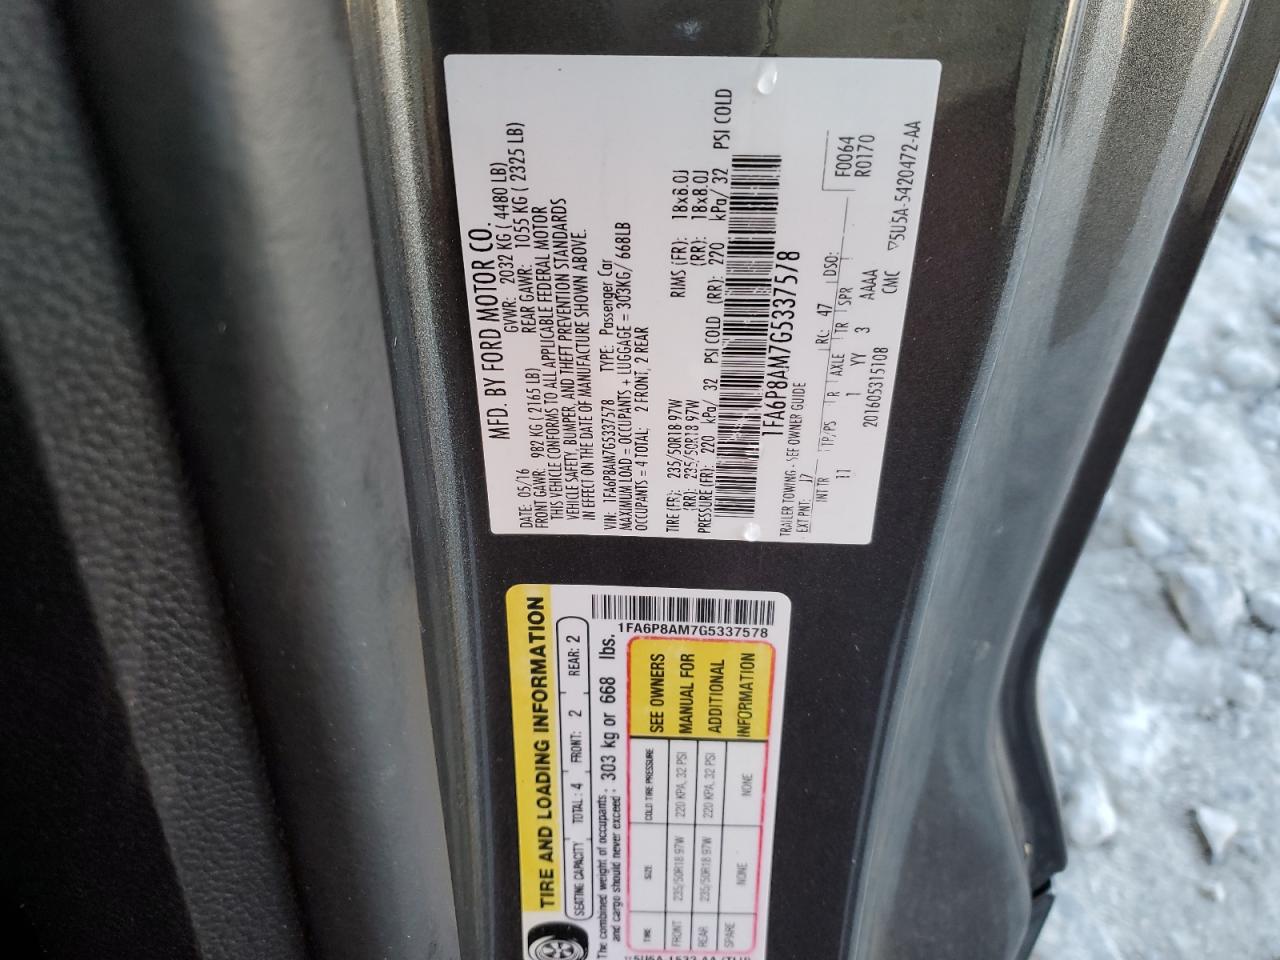 MFD. BY FORD MOTOR CO.
DATE: 05/16 GVWR: 2032 KG ( 4480 LB)
FRONT GAWR: 982 KG ( 2165 LB) REAR GAWR: 1055 KG ( 2325 LB)
THIS VEHICLE CONFORMS TO ALL APPLICABLE FEDERAL MOTOR
VEHICLE SAFETY, BUMPER, AND THEFT PREVENTION STANDARDS
IN EFFECT ON THE DATE OF MANUFACTURE SHOWN ABOVE.
VIN: 1FA6P8AM7G5337578 TYPE: Passenger Car
MAXIMUM LOAD = OCCUPANTS + LUGGAGE = 303KG/ 668LB
OCCUPANTS = 4 TOTAL: 2 FRONT, 2 REAR
TIRE (FR): 235/50R18 97W RIMS (FR): 18x8.0J
(RR): 235/50R18 97W (RR): 18x8.0J
PRESSURE (FR): 220 kPa/ 32 PSI COLD (RR): 220 kPa/ 32 PSI COLD
1FA6P8AM7G5337578
TRAILER TOWING - SEE OWNER GUIDE
EXT PNT: J7 RC: 47 DSO: F0064
INT TR TP/PS R AXLE TR SPR R0170
11 1 YY 3 AAAA
201605315108 CMC ▽5U5A-5420472-AA
TIRE AND LOADING INFORMATION
SEATING CAPACITY TOTAL: 4 FRONT: 2 REAR: 2
The combined weight of occupants
and cargo should never exceed : 303 kg or 668 lbs.
TIRE SIZE COLD TIRE PRESSURE
FRONT 235/50R18 97W 220 KPA, 32 PSI
REAR 235/50R18 97W 220 KPA, 32 PSI
SPARE NONE NONE
SEE OWNERS
MANUAL FOR
ADDITIONAL
INFORMATION
1FA6P8AM7G5337578